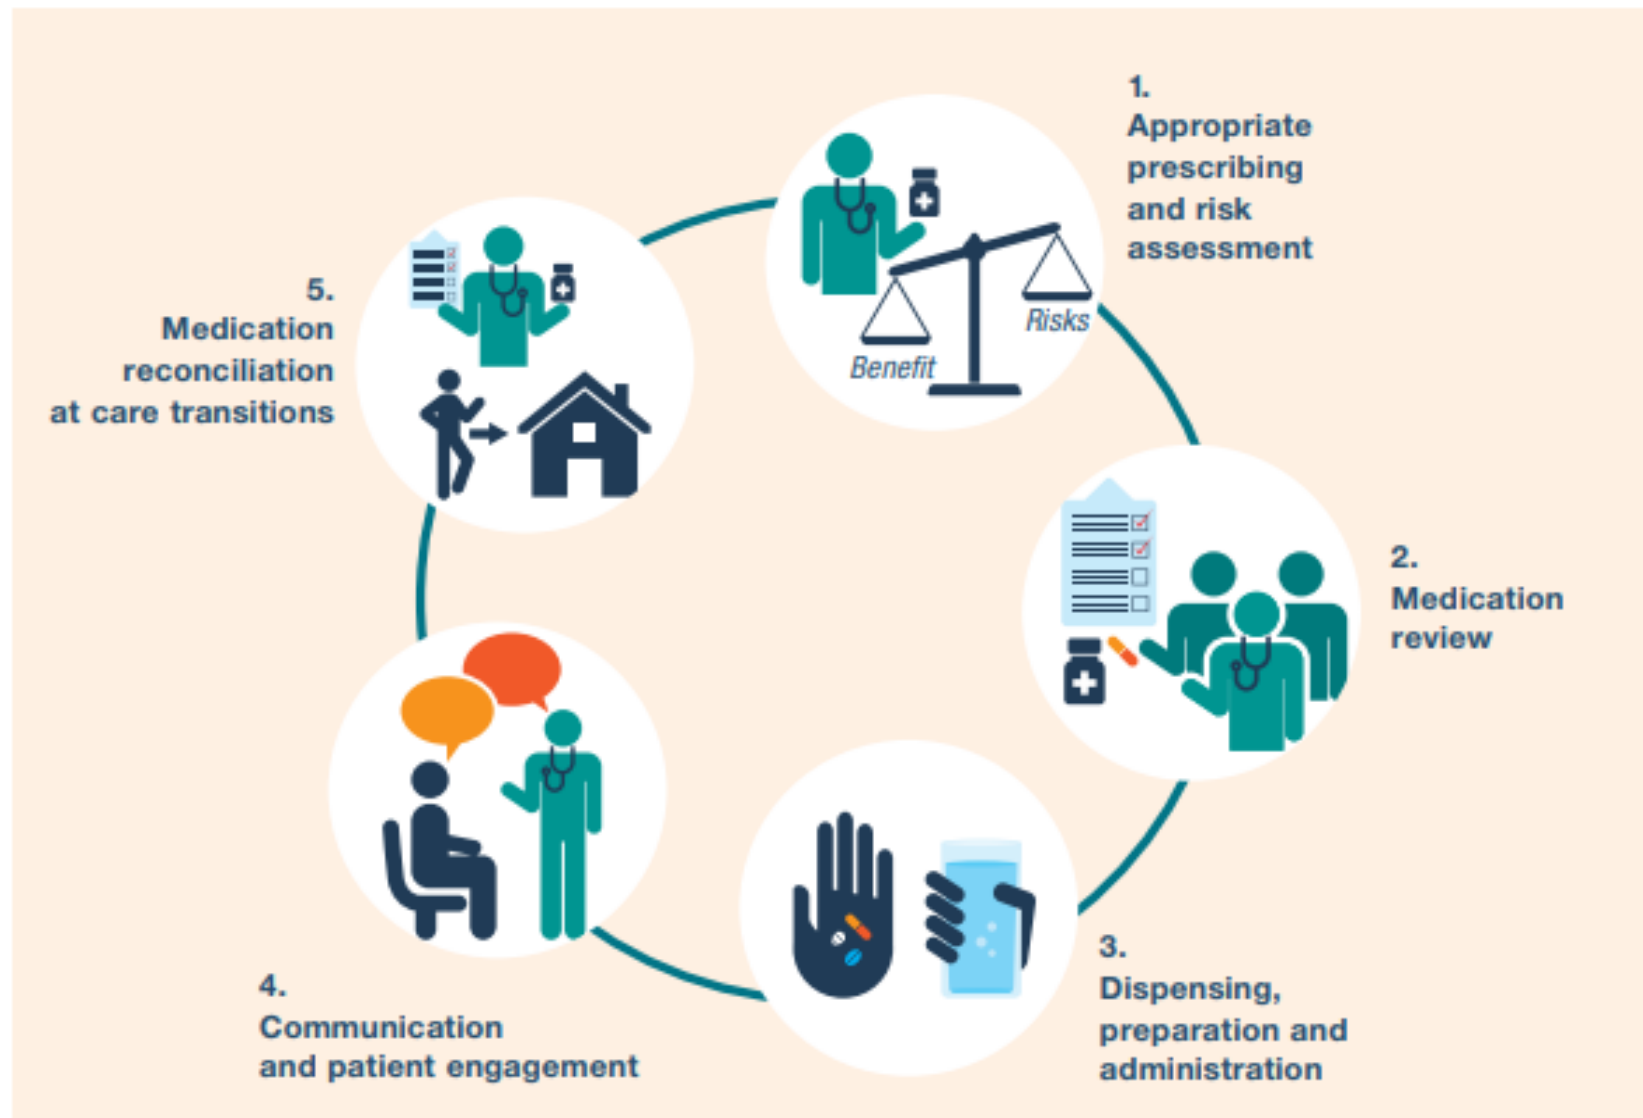 1.
Appropriate
prescribing
and risk
assessment
Benefit
Risks
2.
Medication
review
3.
Dispensing,
preparation and
administration
4.
Communication
and patient engagement
5.
Medication
reconciliation
at care transitions